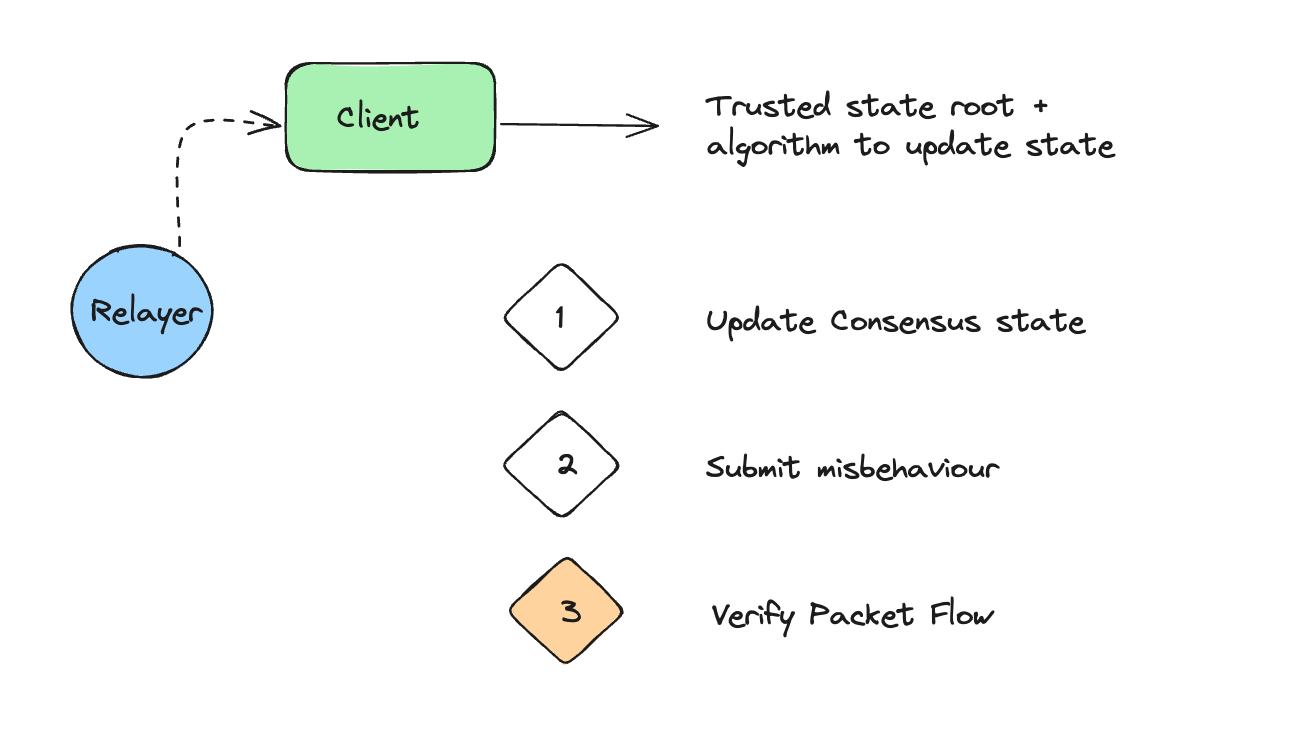 Client
Trusted state root +
algorithm to update state
Relayer
1
Update Consensus state
2
Submit misbehaviour
3
Verify Packet Flow